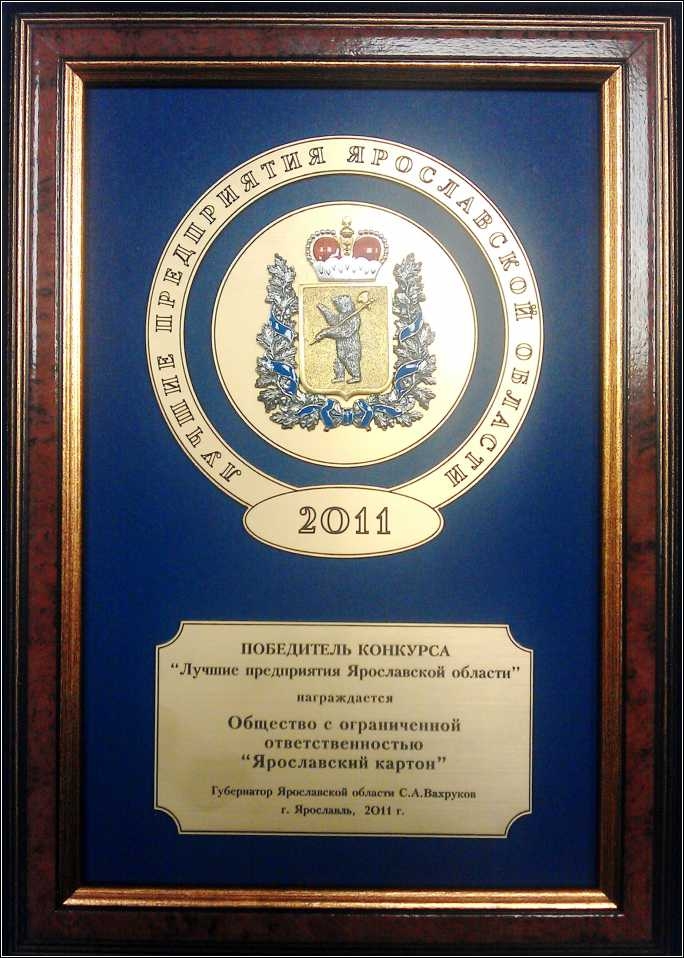 ЛУЧШИЕ ПРЕДПРИЯТИЯ ЯРОСЛАВСКОЙ ОБЛАСТИ
2011
ПОБЕДИТЕЛЬ КОНКУРСА
“Лучшие предприятия Ярославской области”
награждается
Общество с ограниченной
ответственностью
“Ярославский картон”
Губернатор Ярославской области С.А.Вахруков
г. Ярославль, 2011 г.